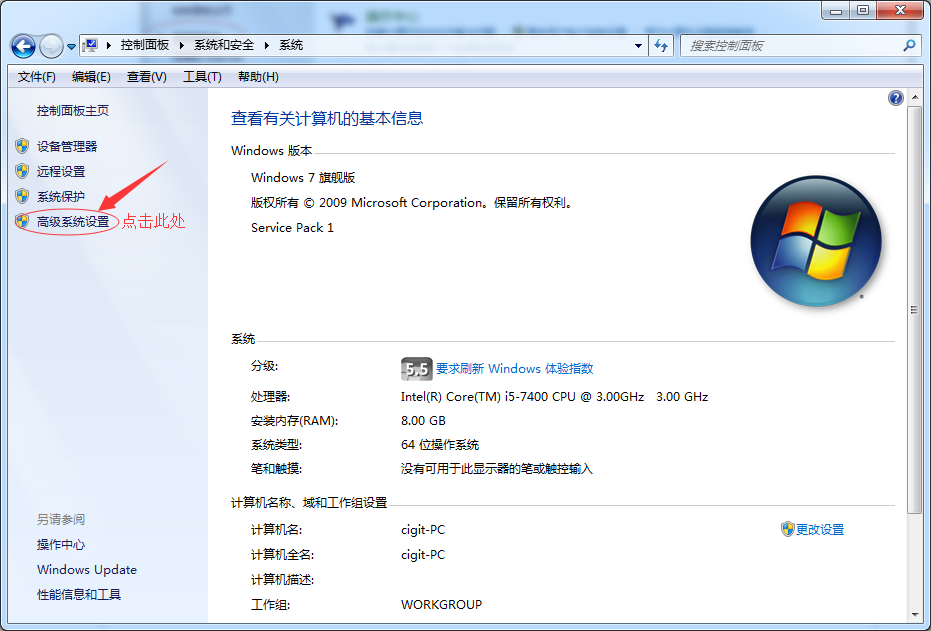 控制面板 系统和安全 系统
搜索控制面板
文件(F) 编辑(E) 查看(V) 工具(T) 帮助(H)
控制面板主页
设备管理器
远程设置
系统保护
高级系统设置 点击此处
另请参阅
操作中心
Windows Update
性能信息和工具
查看有关计算机的基本信息
Windows 版本
Windows 7 旗舰版
版权所有 © 2009 Microsoft Corporation。保留所有权利。
Service Pack 1
系统
分级: 5.5 要求刷新 Windows 体验指数
处理器: Intel(R) Core(TM) i5-7400 CPU @ 3.00GHz 3.00 GHz
安装内存(RAM): 8.00 GB
系统类型: 64 位操作系统
笔和触摸: 没有可用于此显示器的笔或触控输入
计算机名称、域和工作组设置
计算机名: cigit-PC 更改设置
计算机全名: cigit-PC
计算机描述:
工作组: WORKGROUP